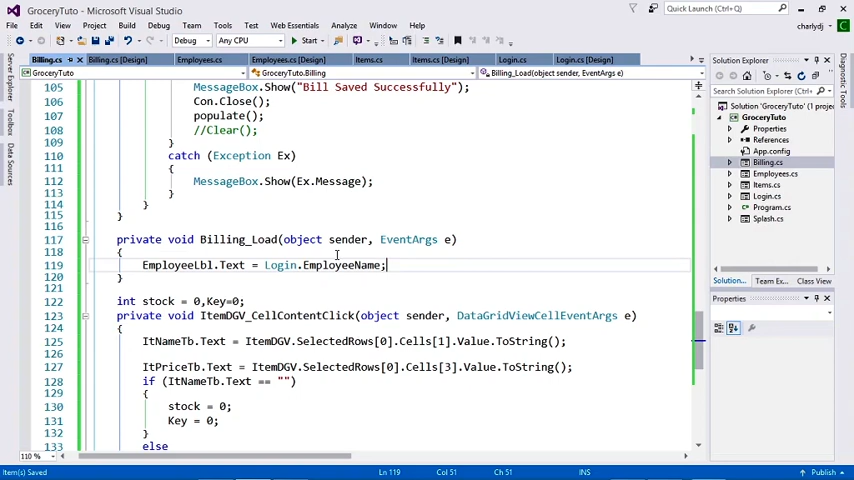 GroceryTuto - Microsoft Visual Studio
Quick Launch (Ctrl+Q)
File Edit View Project Build Debug Team Tools Test Web Essentials Analyze Window Help
charlydj
Debug Any CPU Start
Billing.cs Billing.cs [Design] Employees.cs Employees.cs [Design] Items.cs Items.cs [Design] Login.cs Login.cs [Design]
GroceryTuto GroceryTuto.Billing Billing_Load(object sender, EventArgs e)
105 MessageBox.Show("Bill Saved Successfully");
106 Con.Close();
107 populate();
108 //Clear();
109 }
110 catch (Exception Ex)
111 {
112 MessageBox.Show(Ex.Message);
113 }
114 }
115 }
116
117 private void Billing_Load(object sender, EventArgs e)
118 {
119 EmployeeLbl.Text = Login.EmployeeName;
120 }
121
122 int stock = 0,Key=0;
123 private void ItemDGV_CellContentClick(object sender, DataGridViewCellEventArgs e)
124 {
125 ItNameTb.Text = ItemDGV.SelectedRows[0].Cells[1].Value.ToString();
126
127 ItPriceTb.Text = ItemDGV.SelectedRows[0].Cells[3].Value.ToString();
128 if (ItNameTb.Text == "")
129 {
130 stock = 0;
131 Key = 0;
132 }
133 else
110 %
Server Explorer
Toolbox
Data Sources
Solution Explorer
Search Solution Explorer (Ctrl+;)
Solution 'GroceryTuto' (1 project)
GroceryTuto
Properties
References
App.config
Billing.cs
Employees.cs
Items.cs
Login.cs
Program.cs
Splash.cs
Solution... Team Ex... Class View
Properties
Diagnostic Tools
Item(s) Saved Ln 119 Col 51 Ch 51 INS Publish